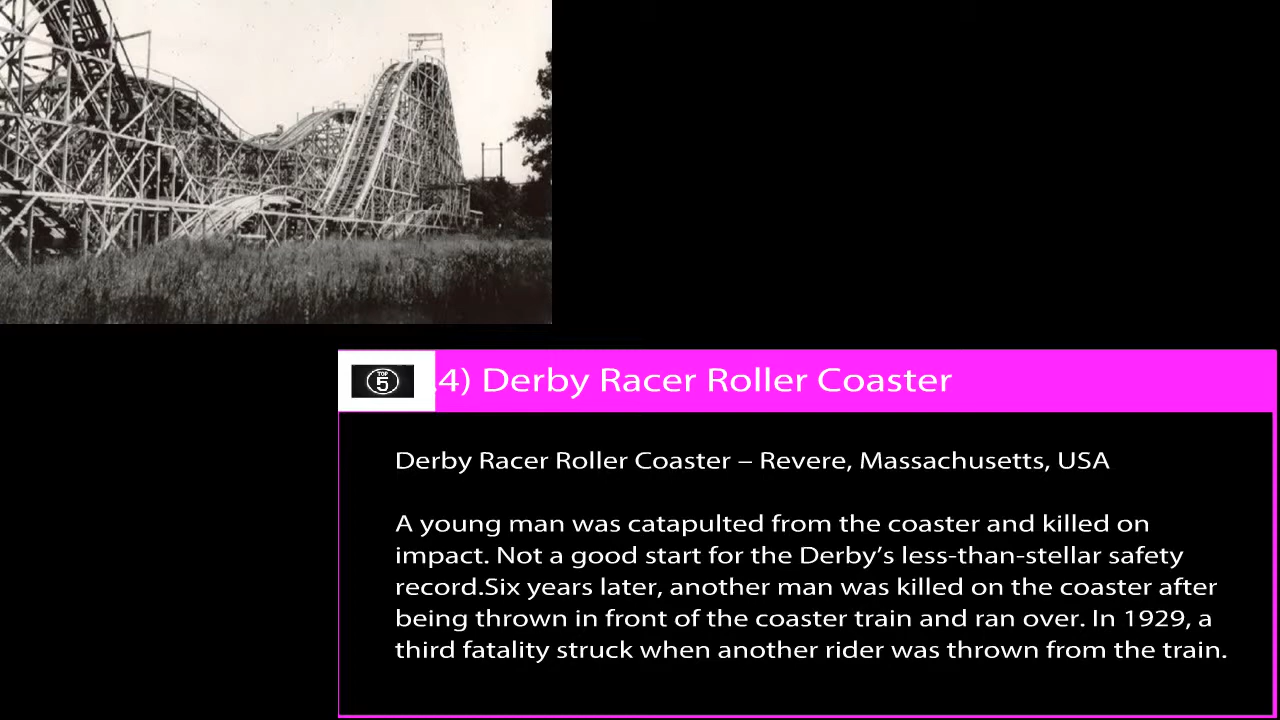 TOP
5
.4) Derby Racer Roller Coaster
Derby Racer Roller Coaster – Revere, Massachusetts, USA
A young man was catapulted from the coaster and killed on
impact. Not a good start for the Derby’s less-than-stellar safety
record.Six years later, another man was killed on the coaster after
being thrown in front of the coaster train and ran over. In 1929, a
third fatality struck when another rider was thrown from the train.